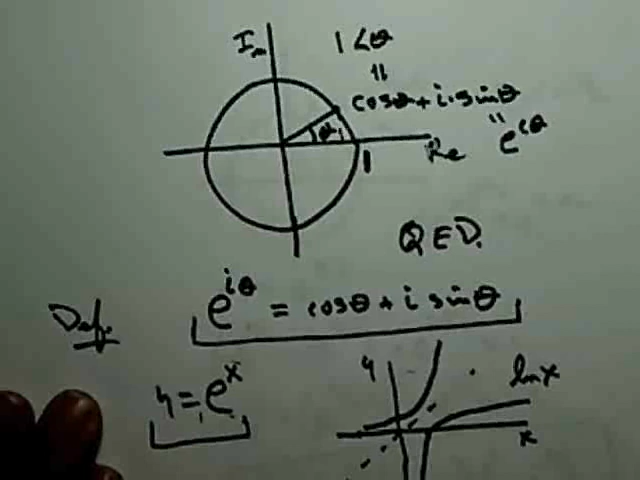 Im
1∠θ
=
cosθ + i·sinθ
=
e^iθ
θ
1
Re
QED.
Def. e^iθ = cosθ + i sinθ
y = e^x
y
ln x
x